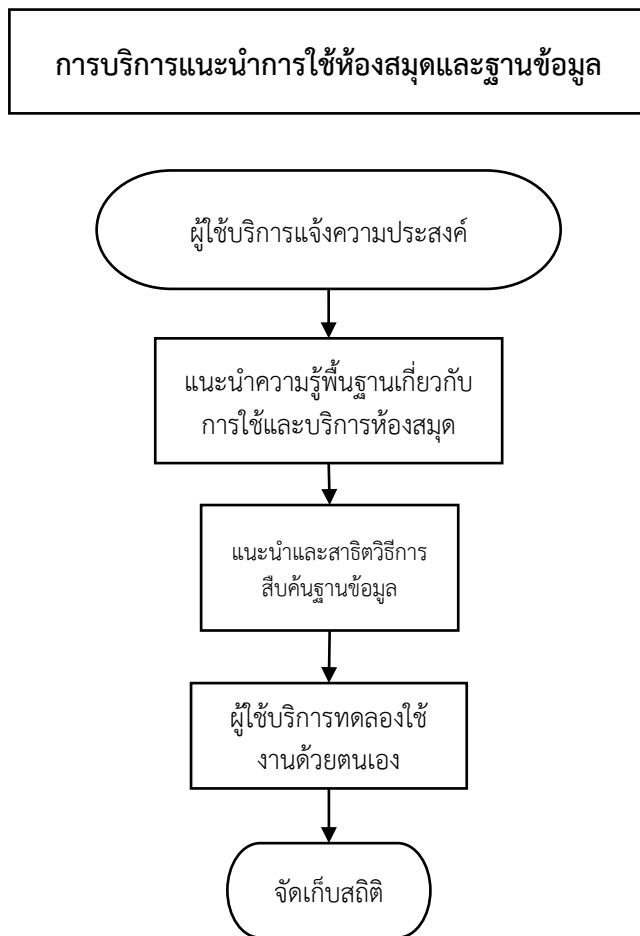 การบริการแนะนำการใช้ห้องสมุดและฐานข้อมูล
ผู้ใช้บริการแจ้งความประสงค์
แนะนำความรู้พื้นฐานเกี่ยวกับ
การใช้และบริการห้องสมุด
แนะนำและสาธิตวิธีการ
สืบค้นฐานข้อมูล
ผู้ใช้บริการทดลองใช้
งานด้วยตนเอง
จัดเก็บสถิติ